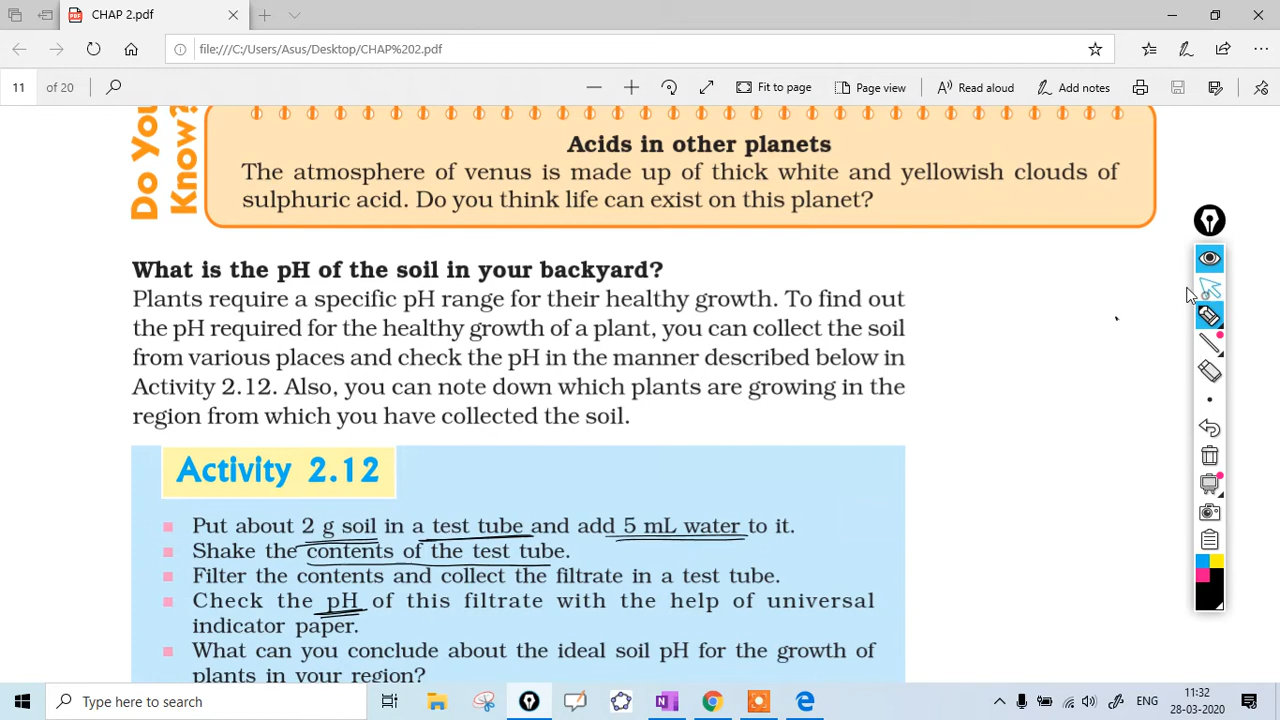 CHAP 2.pdf
file:///C:/Users/Asus/Desktop/CHAP%202.pdf
11 of 20
Fit to page
Page view
Read aloud
Add notes
Do You
Know?
Acids in other planets
The atmosphere of venus is made up of thick white and yellowish clouds of
sulphuric acid. Do you think life can exist on this planet?
What is the pH of the soil in your backyard?
Plants require a specific pH range for their healthy growth. To find out
the pH required for the healthy growth of a plant, you can collect the soil
from various places and check the pH in the manner described below in
Activity 2.12. Also, you can note down which plants are growing in the
region from which you have collected the soil.
Activity 2.12
Put about 2 g soil in a test tube and add 5 mL water to it.
Shake the contents of the test tube.
Filter the contents and collect the filtrate in a test tube.
Check the pH of this filtrate with the help of universal
indicator paper.
What can you conclude about the ideal soil pH for the growth of
plants in your region?
Type here to search
ENG
11:32
28-03-2020